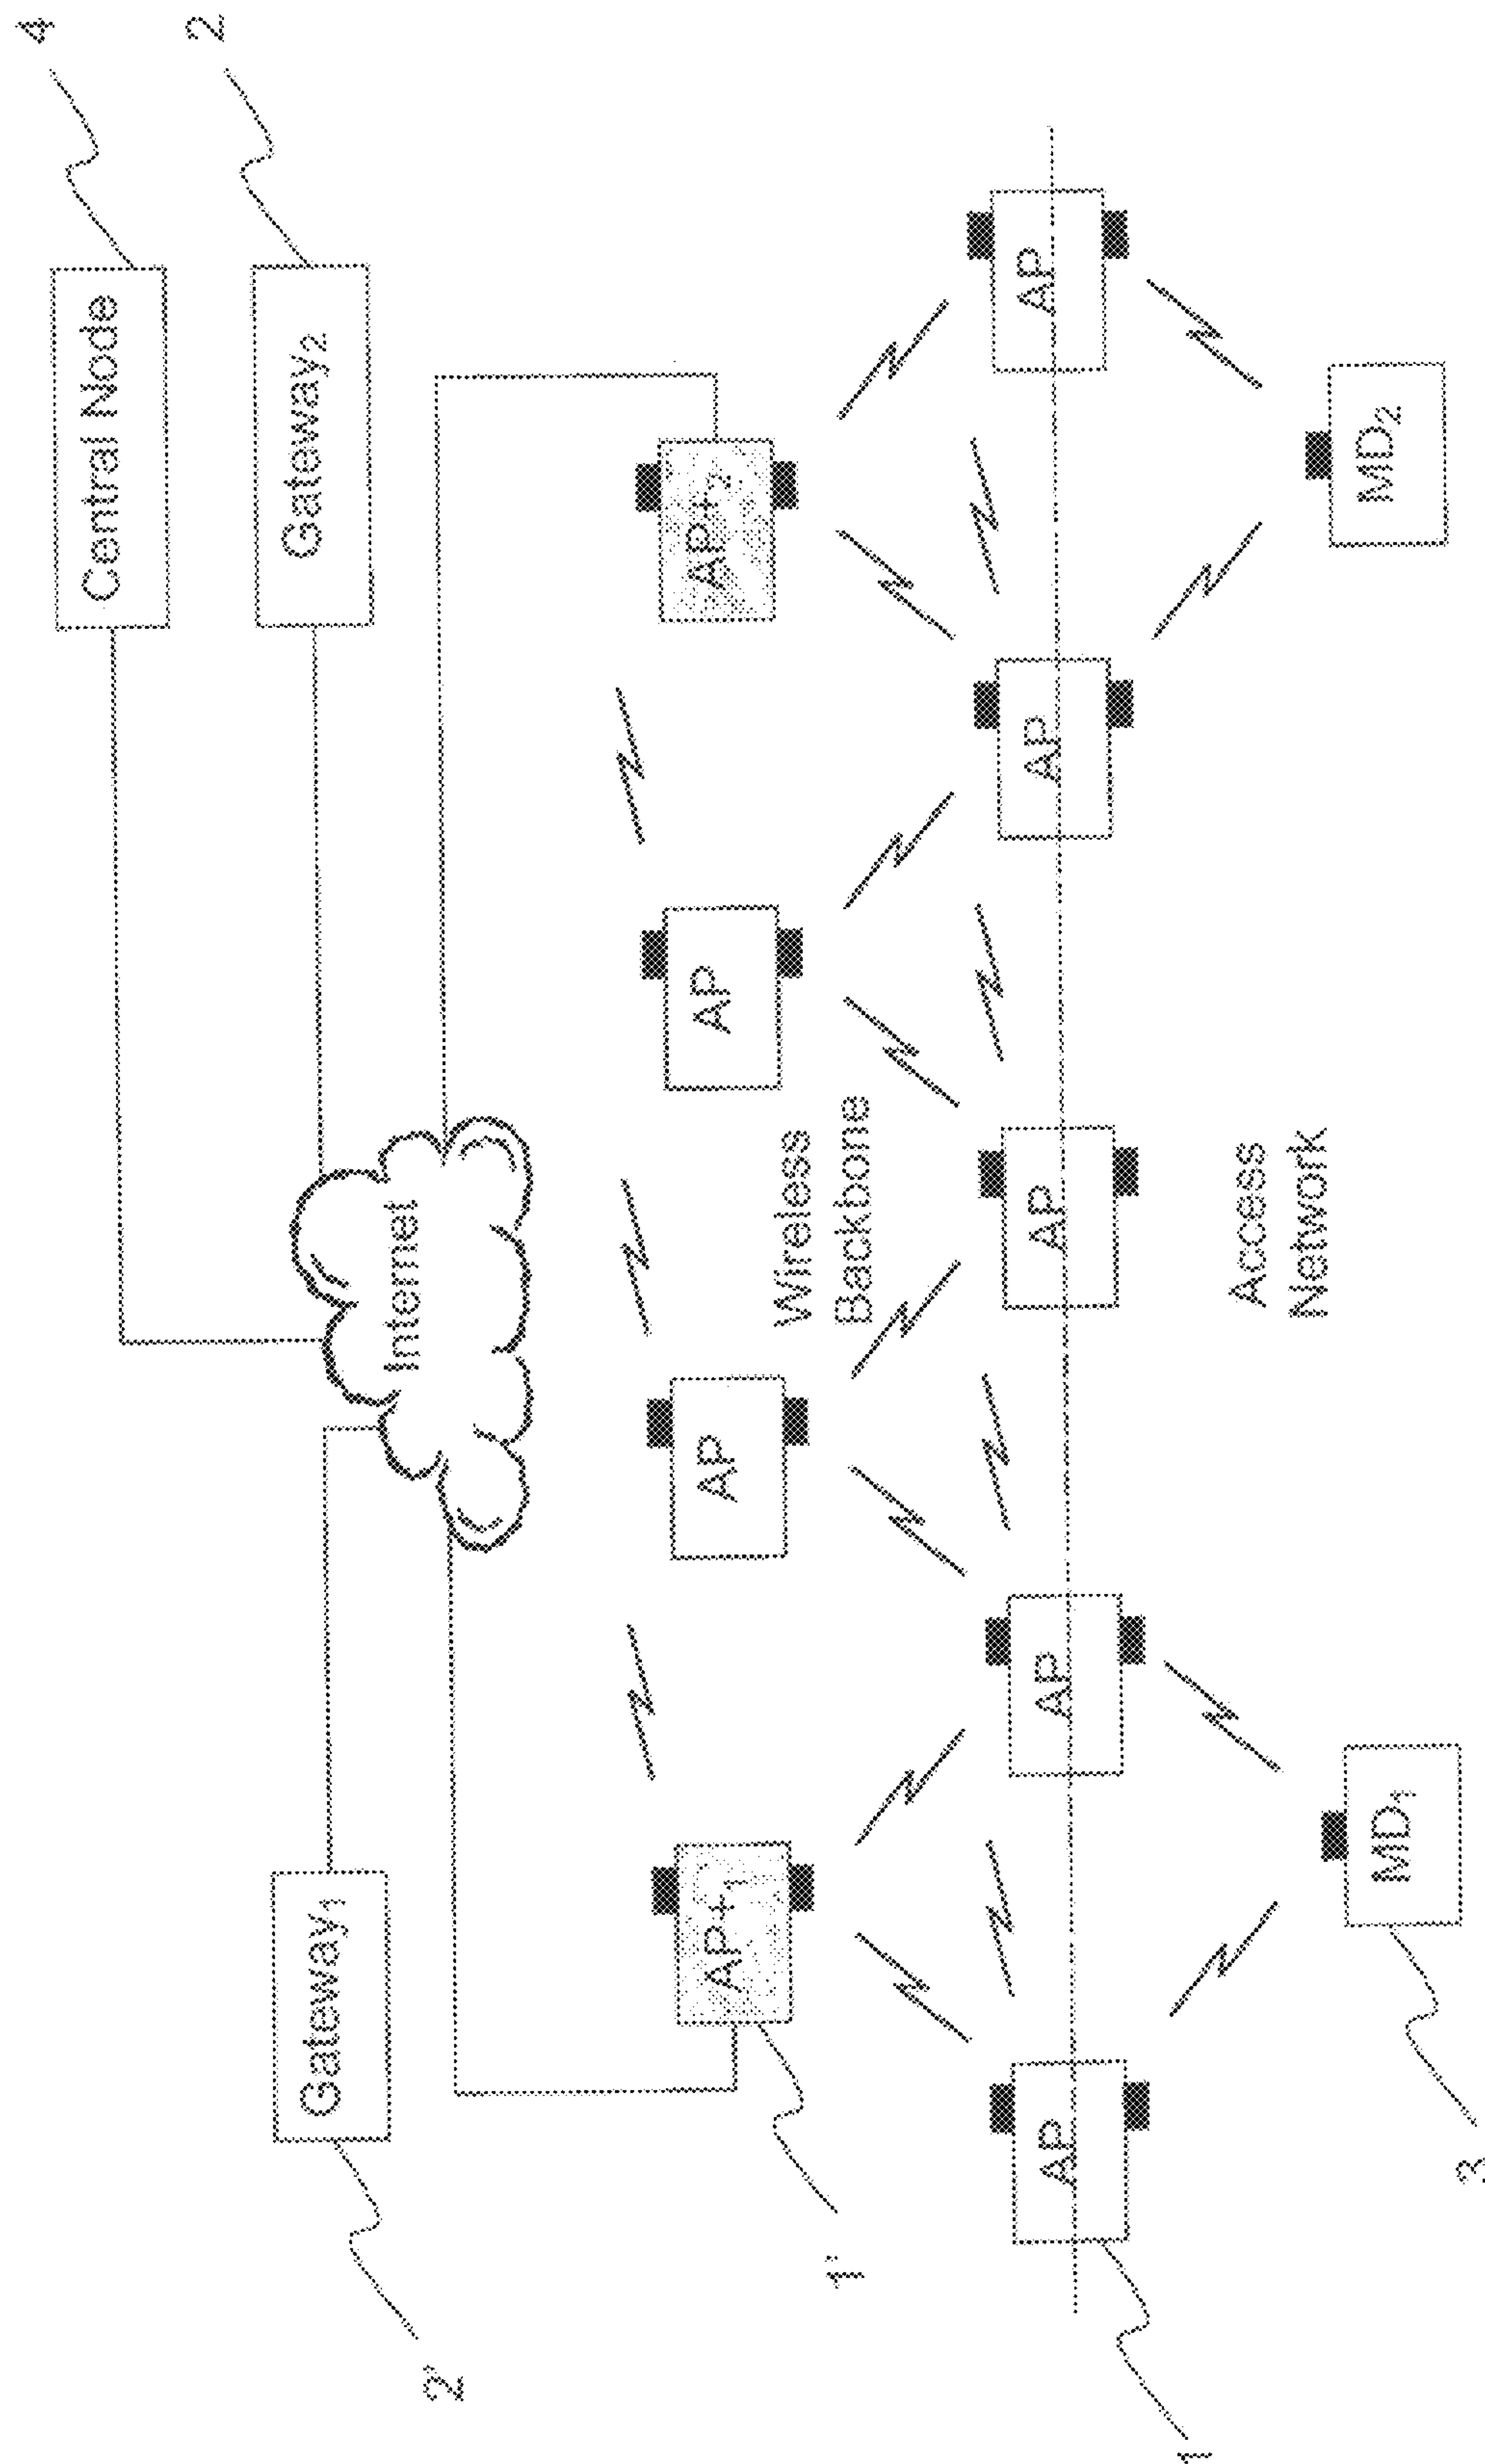 4
Central Node
2
Gateway₂
Gateway₁
2'
Internet
AP+₁
AP
AP
AP+₂
1'
Wireless
Backbone
AP
AP
AP
AP
AP
1
Access
Network
MD₁
MD₂
3